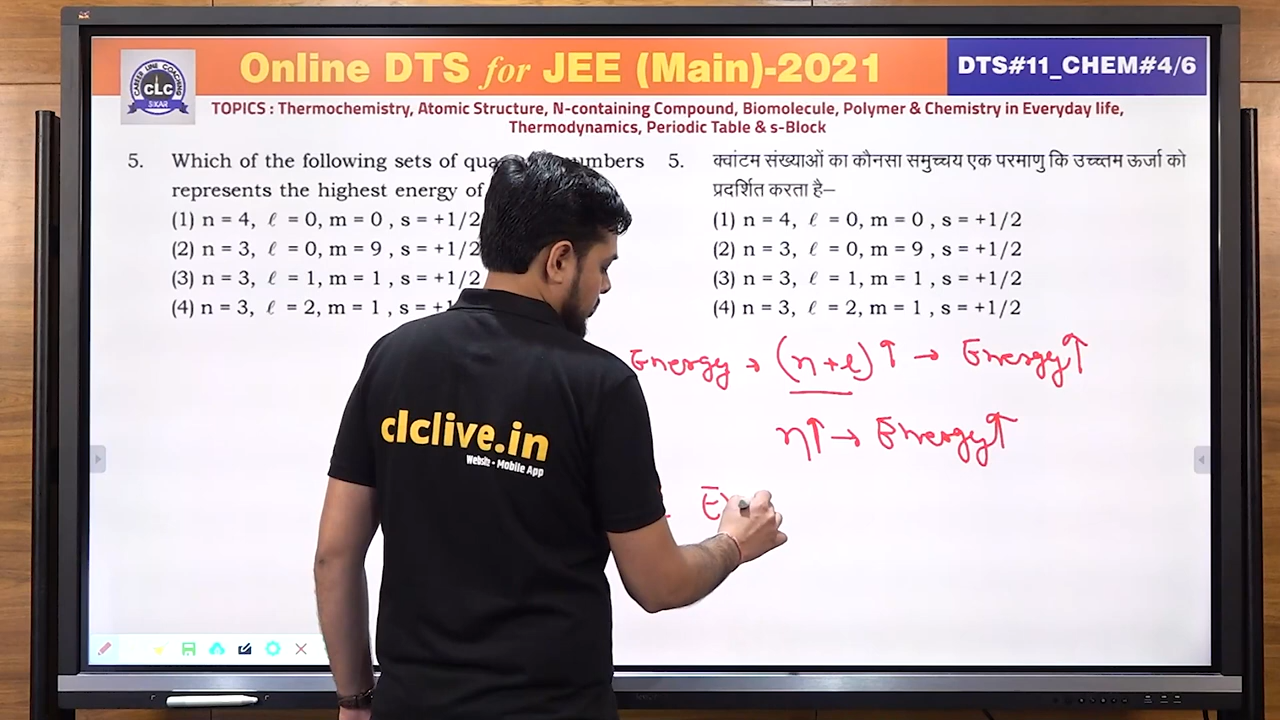 Online DTS for JEE (Main)-2021
DTS#11_CHEM#4/6
CAREER LINE COACHING
CLC
SIKAR
TOPICS : Thermochemistry, Atomic Structure, N-containing Compound, Biomolecule, Polymer & Chemistry in Everyday life,
Thermodynamics, Periodic Table & s-Block
5. Which of the following sets of umbers
represents the highest energy of
(1) n = 4, ℓ = 0, m = 0 , s = +1/2
(2) n = 3, ℓ = 0, m = 9 , s = +1/2
(3) n = 3, ℓ = 1, m = 1 , s = +1/2
(4) n = 3, ℓ = 2, m = 1 , s = +1
5. क्वांटम संख्याओं का कौनसा समुच्चय एक परमाणु कि उच्च्तम ऊर्जा को
प्रदर्शित करता है–
(1) n = 4, ℓ = 0, m = 0 , s = +1/2
(2) n = 3, ℓ = 0, m = 9 , s = +1/2
(3) n = 3, ℓ = 1, m = 1 , s = +1/2
(4) n = 3, ℓ = 2, m = 1 , s = +1/2
Energy → (n+ℓ) ↑ → Energy↑
n↑ → Energy↑
clclive.in
Website - Mobile App